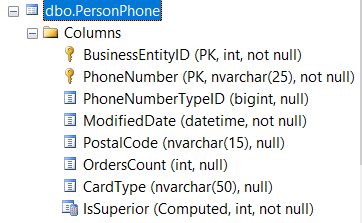 dbo.PersonPhone
Columns
BusinessEntityID (PK, int, not null)
PhoneNumber (PK, nvarchar(25), not null)
PhoneNumberTypeID (bigint, null)
ModifiedDate (datetime, not null)
PostalCode (nvarchar(15), null)
OrdersCount (int, null)
CardType (nvarchar(50), null)
IsSuperior (Computed, int, not null)